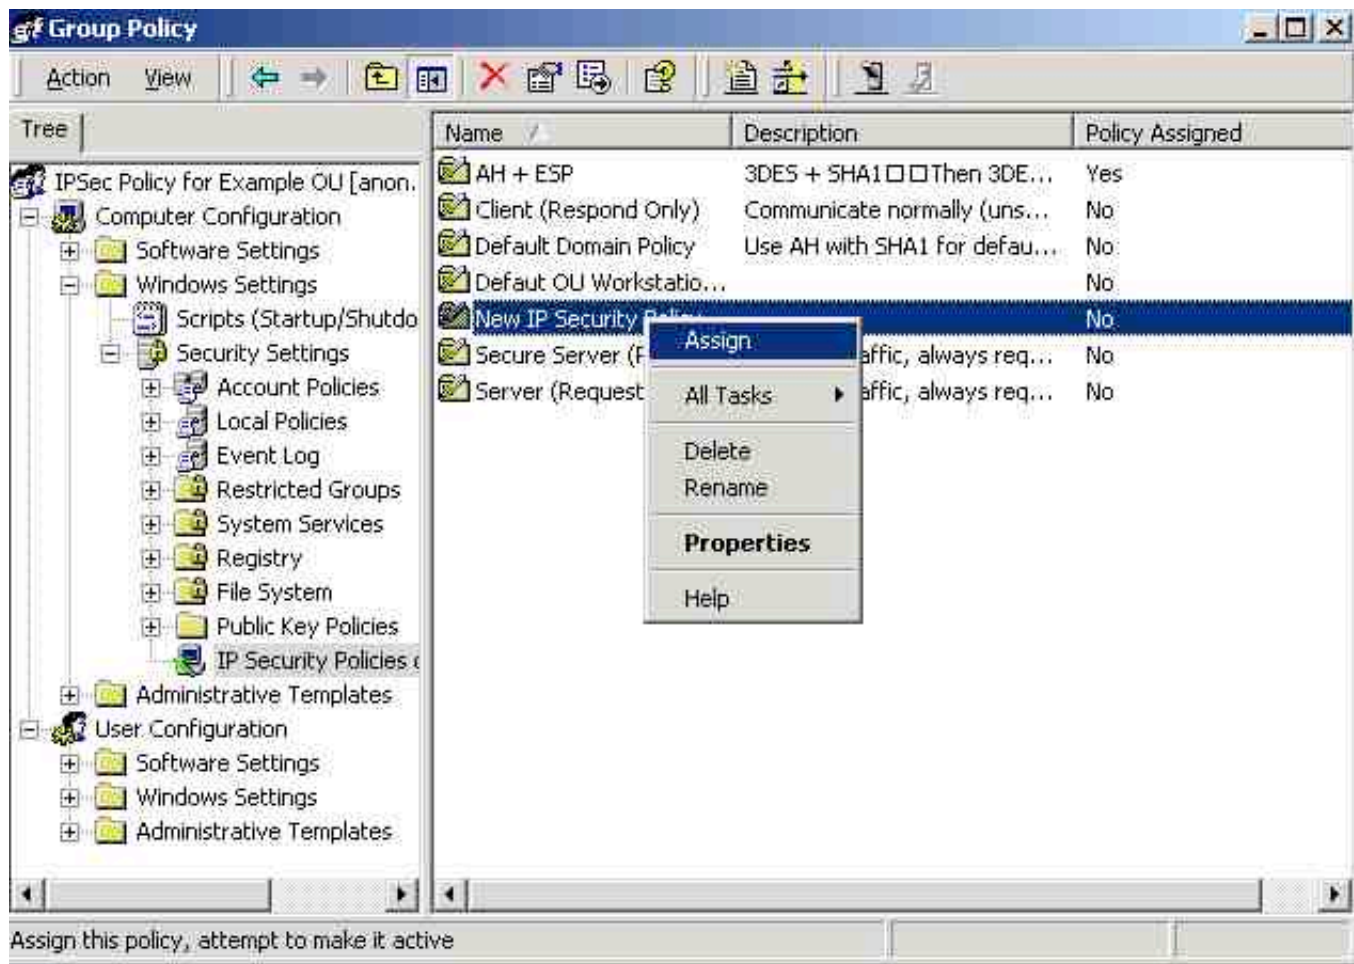 Group Policy
Action View
Tree
Name Description Policy Assigned
IPSec Policy for Example OU [anon.
Computer Configuration
Software Settings
Windows Settings
Scripts (Startup/Shutdo
Security Settings
Account Policies
Local Policies
Event Log
Restricted Groups
System Services
Registry
File System
Public Key Policies
IP Security Policies
Administrative Templates
User Configuration
Software Settings
Windows Settings
Administrative Templates
AH + ESP 3DES + SHA1□□Then 3DE... Yes
Client (Respond Only) Communicate normally (uns... No
Default Domain Policy Use AH with SHA1 for defau... No
Defaut OU Workstatio... No
New IP Security Policy No
Secure Server (R affic, always req... No
Server (Request affic, always req... No
Assign
All Tasks
Delete
Rename
Properties
Help
Assign this policy, attempt to make it active